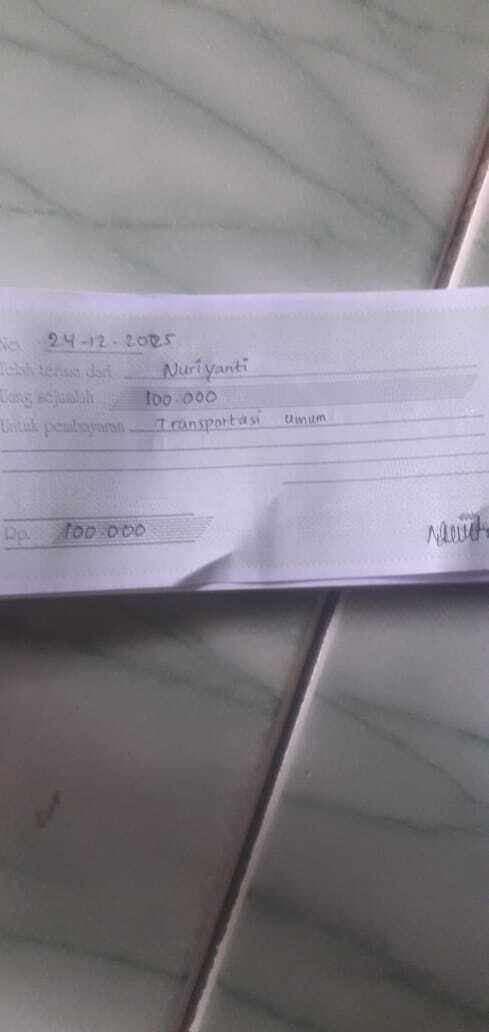 No. 24-12-2025
Telah terima dari Nuriyanti
Uang sejumlah 100.000
Untuk pembayaran Transportasi umum
Rp. 100.000